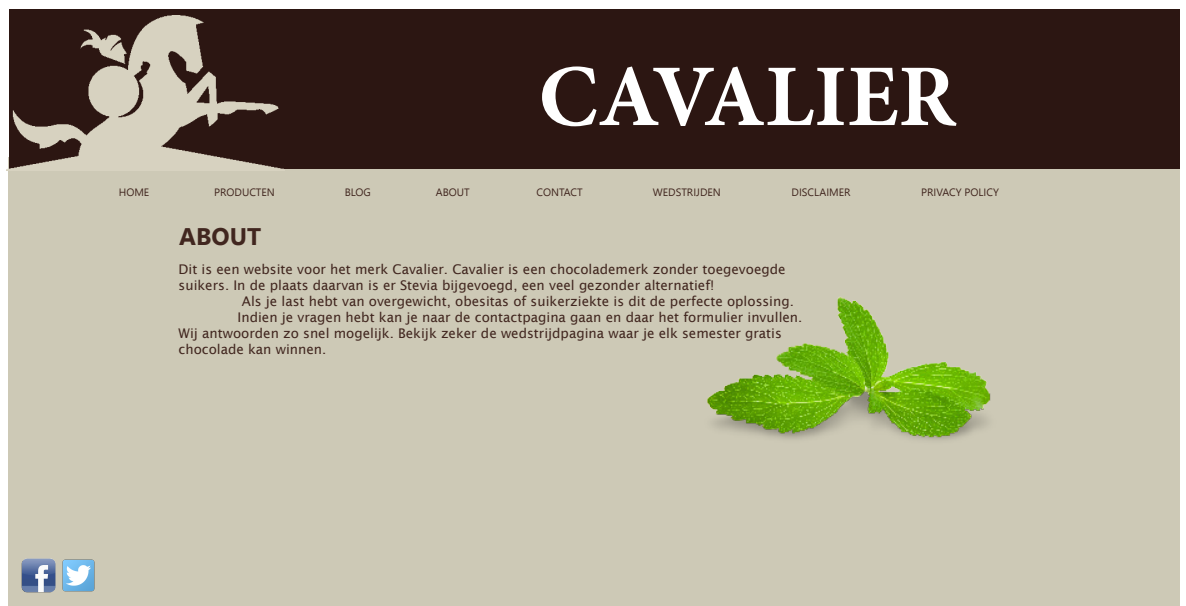 CAVALIER
HOME PRODUCTEN BLOG ABOUT CONTACT WEDSTRIJDEN DISCLAIMER PRIVACY POLICY
ABOUT
Dit is een website voor het merk Cavalier. Cavalier is een chocolademerk zonder toegevoegde
suikers. In de plaats daarvan is er Stevia bijgevoegd, een veel gezonder alternatief!
Als je last hebt van overgewicht, obesitas of suikerziekte is dit de perfecte oplossing.
Indien je vragen hebt kan je naar de contactpagina gaan en daar het formulier invullen.
Wij antwoorden zo snel mogelijk. Bekijk zeker de wedstrijdpagina waar je elk semester gratis
chocolade kan winnen.